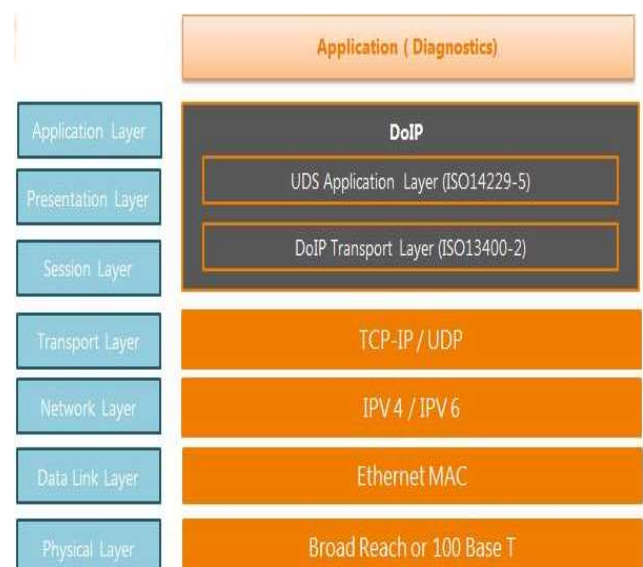 Application ( Diagnostics)
Application Layer
DoIP
UDS Application Layer (ISO14229-5)
Presentation Layer
DoIP Transport Layer (ISO13400-2)
Session Layer
Transport Layer
TCP-IP / UDP
Network Layer
IPV 4 / IPV 6
Data Link Layer
Ethernet MAC
Physical Layer
Broad Reach or 100 Base T